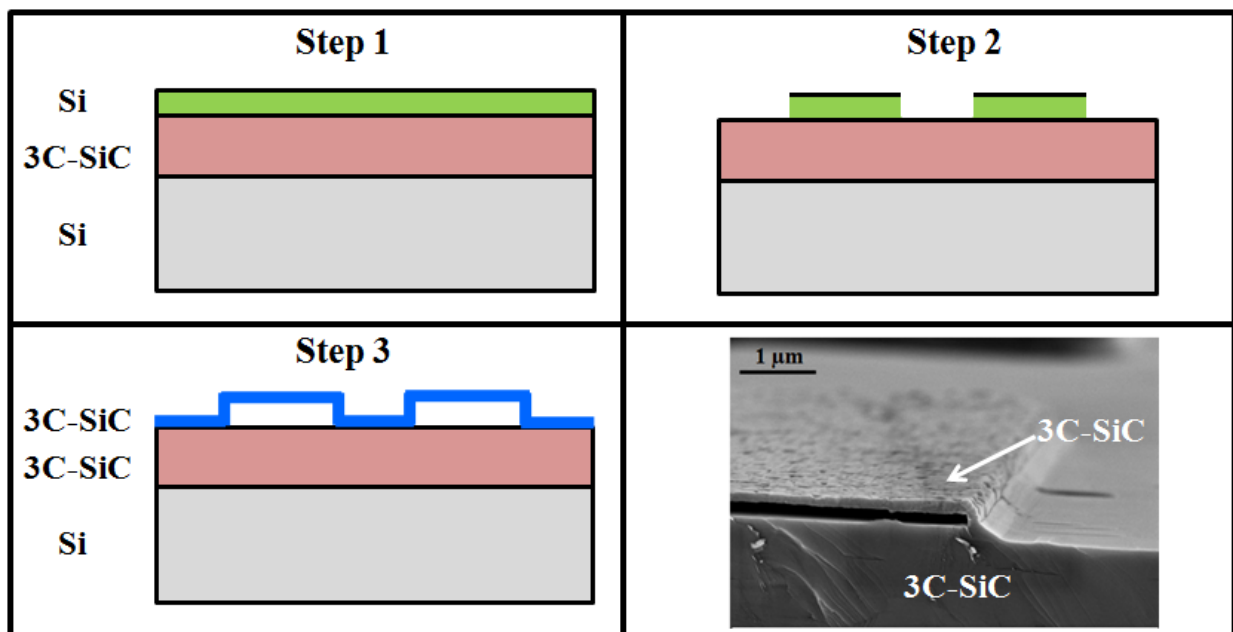 Step 1
Si
3C-SiC
Si
Step 2
Step 3
3C-SiC
3C-SiC
Si
1 µm
3C-SiC
3C-SiC